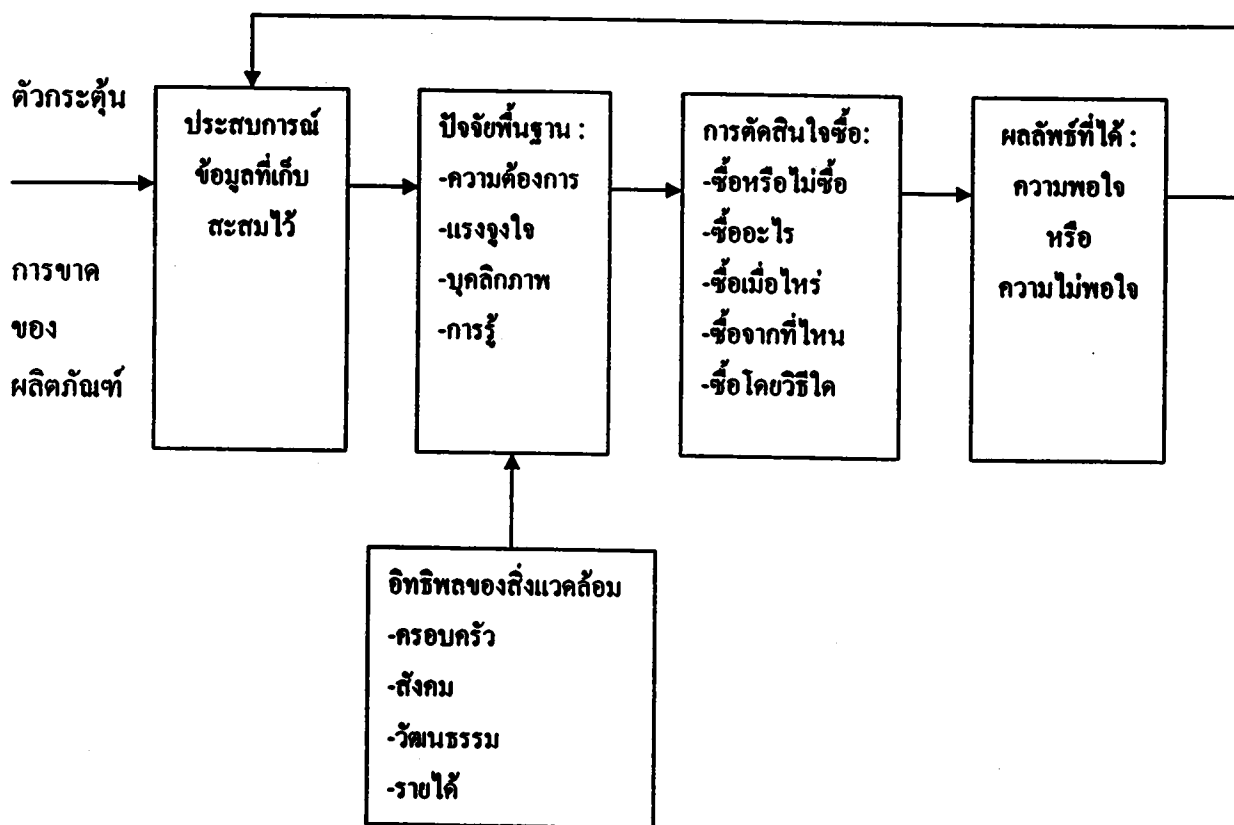 ตัวกระตุ้น
การขาด
ของ
ผลิตภัณฑ์
ประสบการณ์
ข้อมูลที่เก็บ
สะสมไว้
ปัจจัยพื้นฐาน :
-ความต้องการ
-แรงจูงใจ
-บุคลิกภาพ
-การรู้
การตัดสินใจซื้อ:
-ซื้อหรือไม่ซื้อ
-ซื้ออะไร
-ซื้อเมื่อไหร่
-ซื้อจากที่ไหน
-ซื้อโดยวิธีใด
ผลลัพธ์ที่ได้ :
ความพอใจ
หรือ
ความไม่พอใจ
อิทธิพลของสิ่งแวดล้อม
-ครอบครัว
-สังคม
-วัฒนธรรม
-รายได้